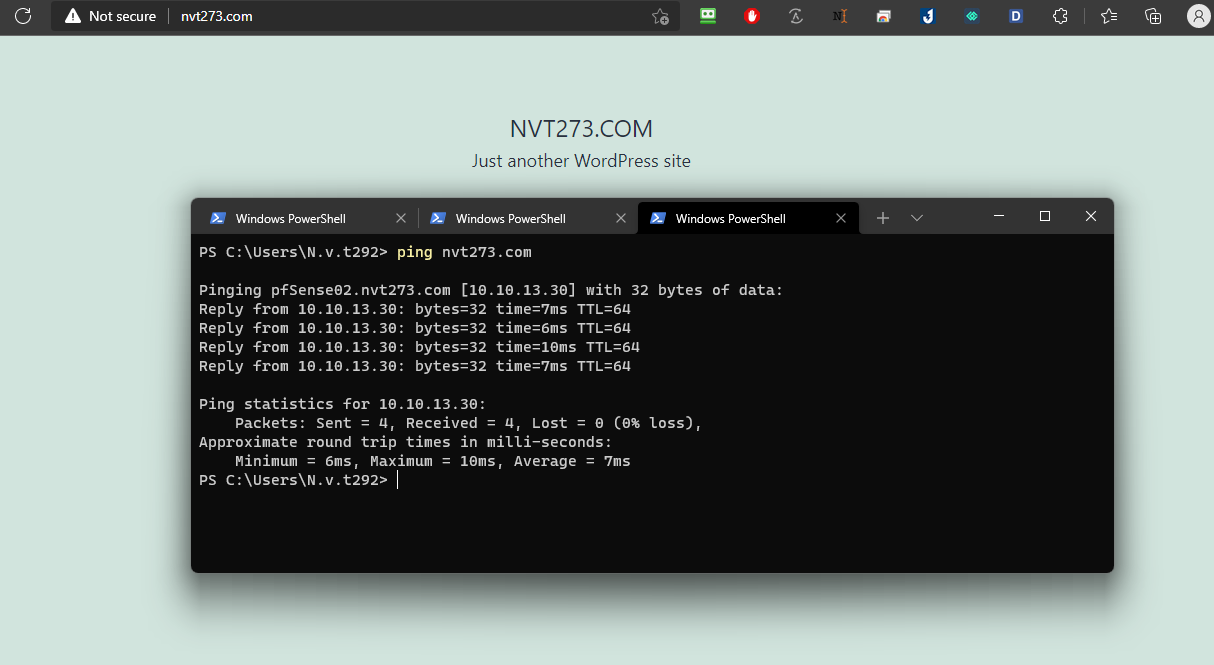 Not secure nvt273.com
NVT273.COM
Just another WordPress site
Windows PowerShell Windows PowerShell Windows PowerShell
PS C:\Users\N.v.t292> ping nvt273.com
Pinging pfSense02.nvt273.com [10.10.13.30] with 32 bytes of data:
Reply from 10.10.13.30: bytes=32 time=7ms TTL=64
Reply from 10.10.13.30: bytes=32 time=6ms TTL=64
Reply from 10.10.13.30: bytes=32 time=10ms TTL=64
Reply from 10.10.13.30: bytes=32 time=7ms TTL=64
Ping statistics for 10.10.13.30:
Packets: Sent = 4, Received = 4, Lost = 0 (0% loss),
Approximate round trip times in milli-seconds:
Minimum = 6ms, Maximum = 10ms, Average = 7ms
PS C:\Users\N.v.t292>